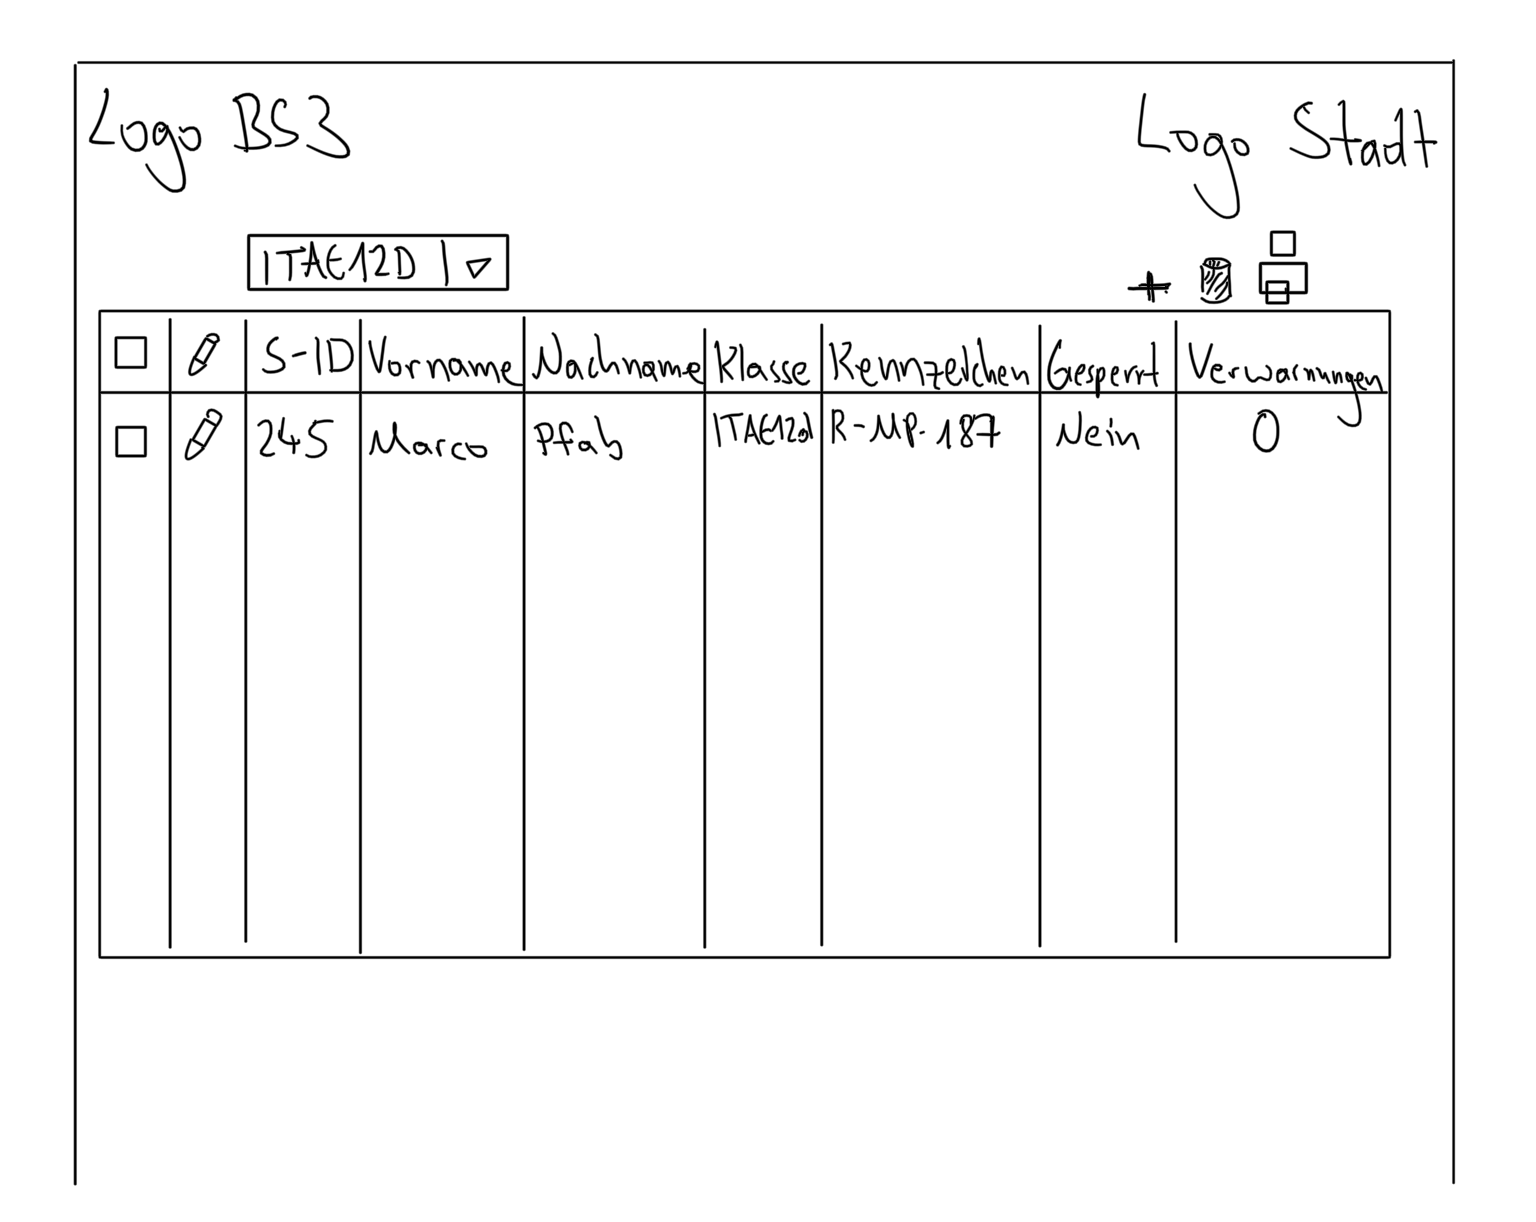 Logo BS3
Logo Stadt
ITAE12D
S-ID Vorname Nachname Klasse Kennzeichen Gesperrt Verwarnungen
245 Marco Pfab ITAE12d R-MP-187 Nein 0